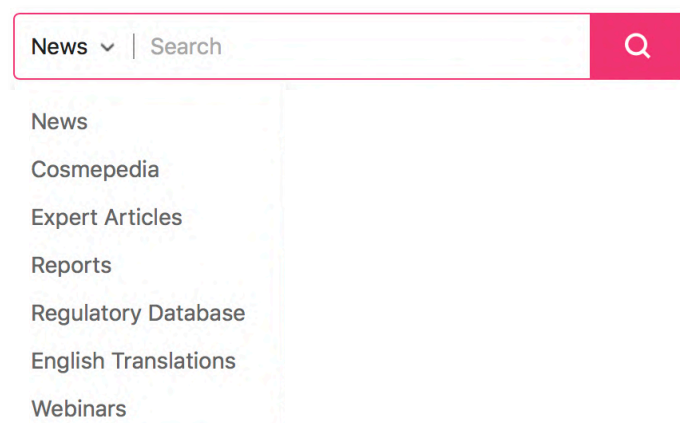 News Search
News
Cosmepedia
Expert Articles
Reports
Regulatory Database
English Translations
Webinars